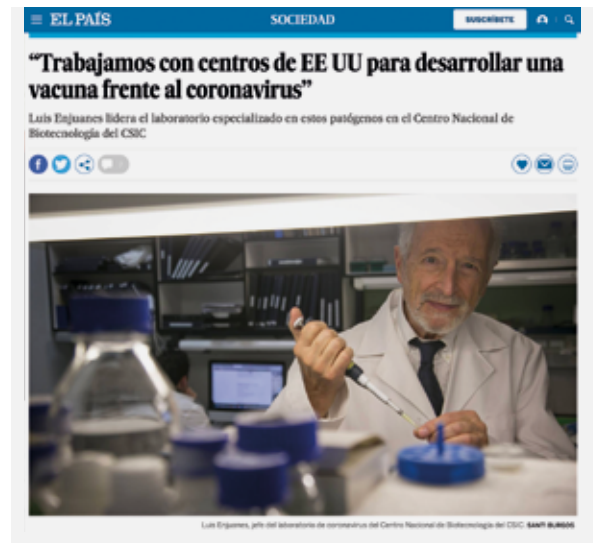 EL PAÍS
SOCIEDAD
SUSCRÍBETE
“Trabajamos con centros de EE UU para desarrollar una
vacuna frente al coronavirus”
Luis Enjuanes lidera el laboratorio especializado en estos patógenos en el Centro Nacional de
Biotecnología del CSIC
Luis Enjuanes, jefe del laboratorio de coronavirus del Centro Nacional de Biotecnología del CSIC. SANTI BURGOS